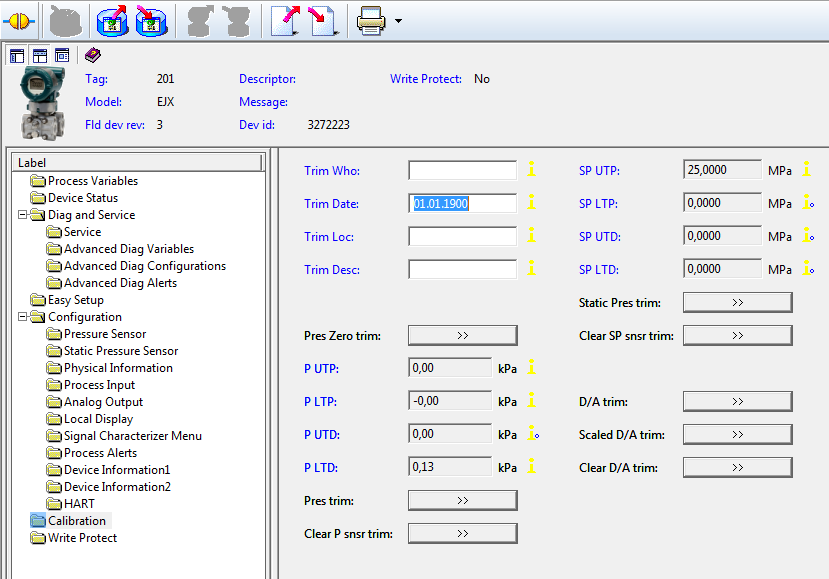 Tag: 201 Descriptor: Write Protect: No
Model: EJX Message:
Fld dev rev: 3 Dev id: 3272223
Label
Process Variables
Device Status
Diag and Service
Service
Advanced Diag Variables
Advanced Diag Configurations
Advanced Diag Alerts
Easy Setup
Configuration
Pressure Sensor
Static Pressure Sensor
Physical Information
Process Input
Analog Output
Local Display
Signal Characterizer Menu
Process Alerts
Device Information1
Device Information2
HART
Calibration
Write Protect
Trim Who:
Trim Date: 01.01.1900
Trim Loc:
Trim Desc:
Pres Zero trim: >>
P UTP: 0,00 kPa
P LTP: -0,00 kPa
P UTD: 0,00 kPa
P LTD: 0,13 kPa
Pres trim: >>
Clear P snsr trim: >>
SP UTP: 25,0000 MPa
SP LTP: 0,0000 MPa
SP UTD: 0,0000 MPa
SP LTD: 0,0000 MPa
Static Pres trim: >>
Clear SP snsr trim: >>
D/A trim: >>
Scaled D/A trim: >>
Clear D/A trim: >>